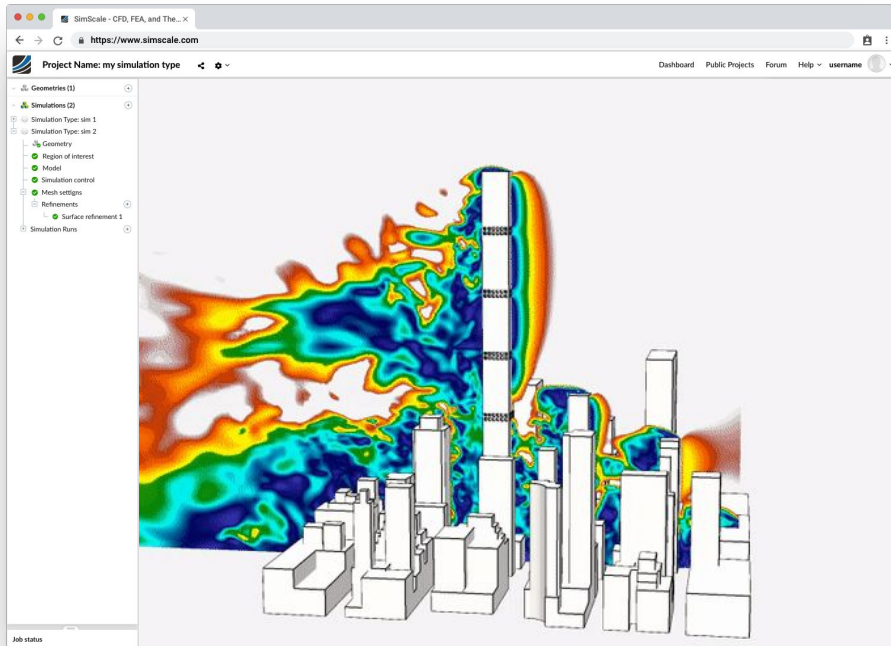 SimScale - CFD, FEA, and The...
https://www.simscale.com
Project Name: my simulation type
Dashboard Public Projects Forum Help username
Geometries (1)
Simulations (2)
Simulation Type: sim 1
Simulation Type: sim 2
Geometry
Region of interest
Model
Simulation control
Mesh settigns
Refinements
Surface refinement 1
Simulation Runs
Job status